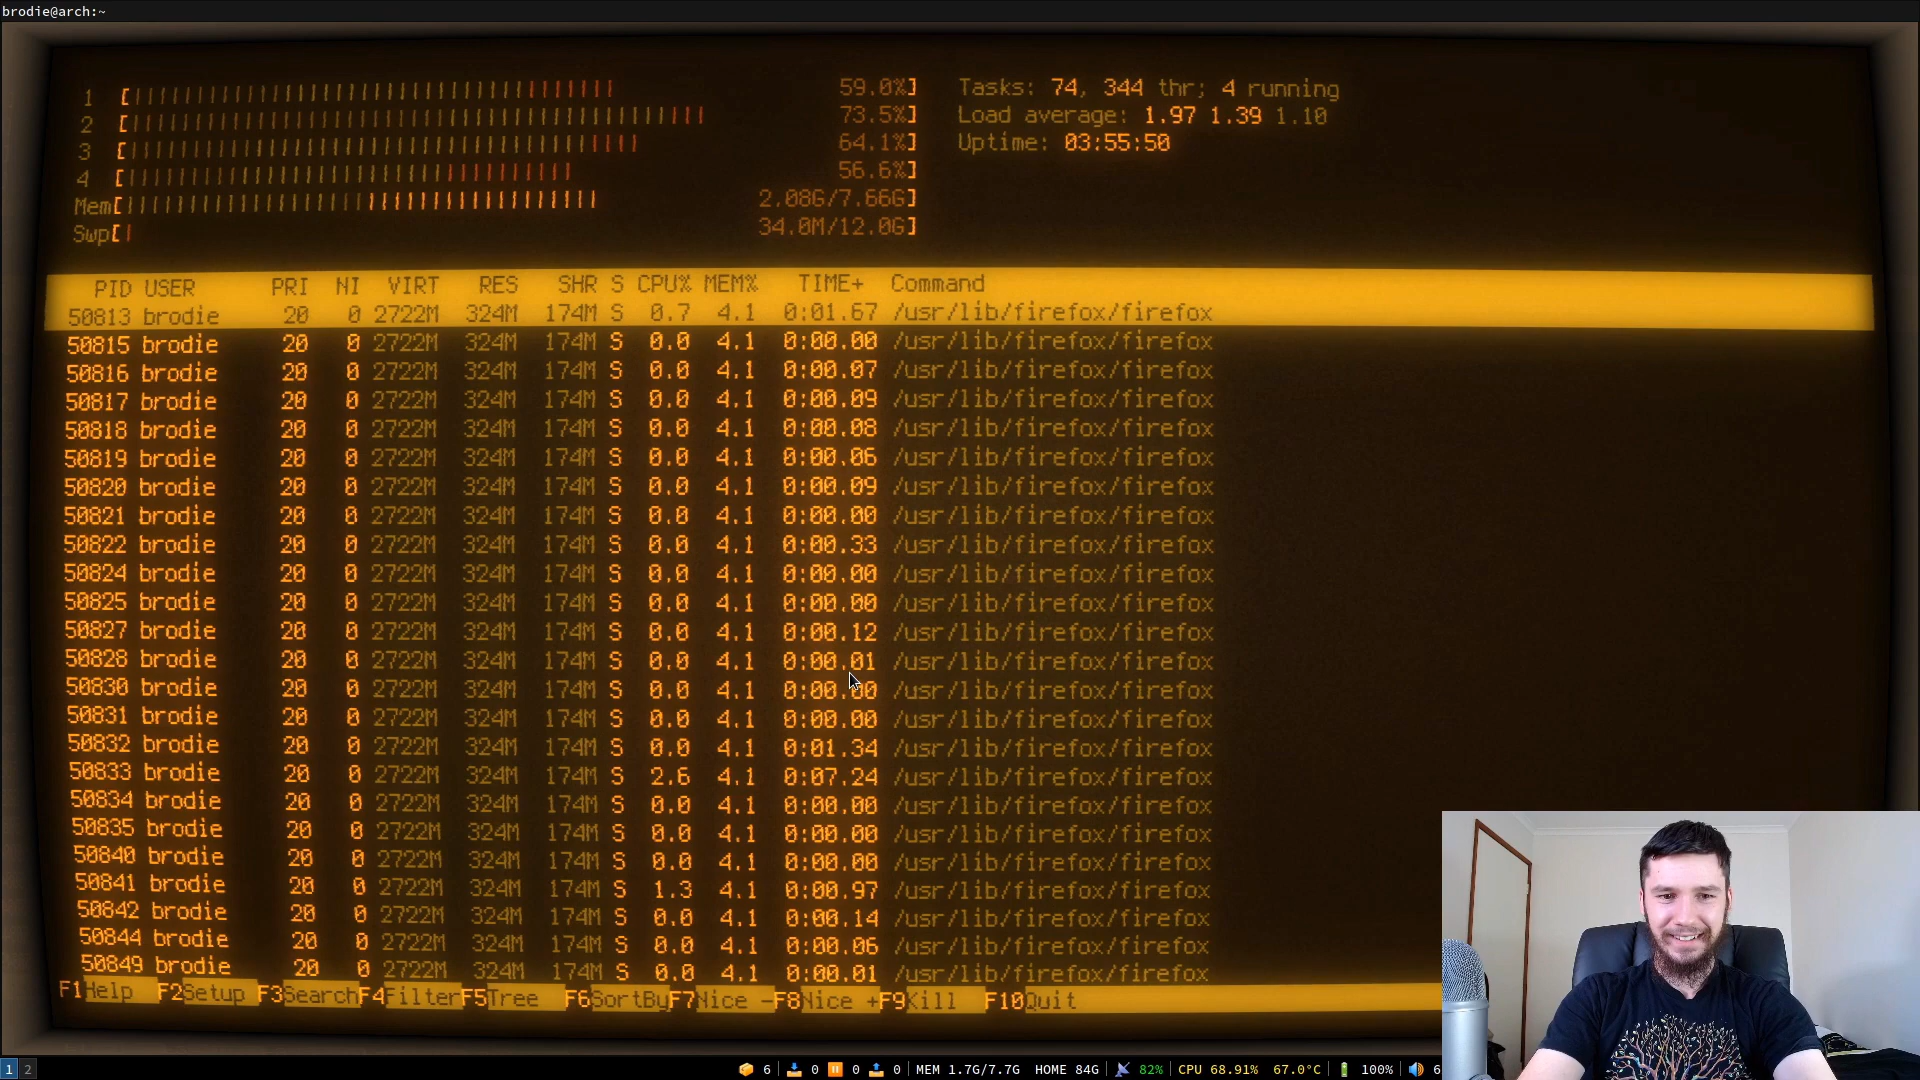 brodie@arch:~
1 [ 59.0%] Tasks: 74, 344 thr; 4 running
2 [ 73.5%] Load average: 1.97 1.39 1.10
3 [ 64.1%] Uptime: 03:55:50
4 [ 56.6%]
Mem[ 2.08G/7.66G]
Swp[ 34.0M/12.0G]
PID USER PRI NI VIRT RES SHR S CPU% MEM% TIME+ Command
50813 brodie 20 0 2722M 324M 174M S 0.7 4.1 0:01.67 /usr/lib/firefox/firefox
50815 brodie 20 0 2722M 324M 174M S 0.0 4.1 0:00.00 /usr/lib/firefox/firefox
50816 brodie 20 0 2722M 324M 174M S 0.0 4.1 0:00.07 /usr/lib/firefox/firefox
50817 brodie 20 0 2722M 324M 174M S 0.0 4.1 0:00.09 /usr/lib/firefox/firefox
50818 brodie 20 0 2722M 324M 174M S 0.0 4.1 0:00.08 /usr/lib/firefox/firefox
50819 brodie 20 0 2722M 324M 174M S 0.0 4.1 0:00.06 /usr/lib/firefox/firefox
50820 brodie 20 0 2722M 324M 174M S 0.0 4.1 0:00.09 /usr/lib/firefox/firefox
50821 brodie 20 0 2722M 324M 174M S 0.0 4.1 0:00.00 /usr/lib/firefox/firefox
50822 brodie 20 0 2722M 324M 174M S 0.0 4.1 0:00.33 /usr/lib/firefox/firefox
50824 brodie 20 0 2722M 324M 174M S 0.0 4.1 0:00.00 /usr/lib/firefox/firefox
50825 brodie 20 0 2722M 324M 174M S 0.0 4.1 0:00.00 /usr/lib/firefox/firefox
50827 brodie 20 0 2722M 324M 174M S 0.0 4.1 0:00.12 /usr/lib/firefox/firefox
50828 brodie 20 0 2722M 324M 174M S 0.0 4.1 0:00.01 /usr/lib/firefox/firefox
50830 brodie 20 0 2722M 324M 174M S 0.0 4.1 0:00.00 /usr/lib/firefox/firefox
50831 brodie 20 0 2722M 324M 174M S 0.0 4.1 0:00.00 /usr/lib/firefox/firefox
50832 brodie 20 0 2722M 324M 174M S 0.0 4.1 0:01.34 /usr/lib/firefox/firefox
50833 brodie 20 0 2722M 324M 174M S 2.6 4.1 0:07.24 /usr/lib/firefox/firefox
50834 brodie 20 0 2722M 324M 174M S 0.0 4.1 0:00.00 /usr/lib/firefox/firefox
50835 brodie 20 0 2722M 324M 174M S 0.0 4.1 0:00.00 /usr/lib/firefox/firefox
50840 brodie 20 0 2722M 324M 174M S 0.0 4.1 0:00.00 /usr/lib/firefox/firefox
50841 brodie 20 0 2722M 324M 174M S 1.3 4.1 0:00.97 /usr/lib/firefox/firefox
50842 brodie 20 0 2722M 324M 174M S 0.0 4.1 0:00.14 /usr/lib/firefox/firefox
50844 brodie 20 0 2722M 324M 174M S 0.0 4.1 0:00.06 /usr/lib/firefox/firefox
50849 brodie 20 0 2722M 324M 174M S 0.0 4.1 0:00.01 /usr/lib/firefox/firefox
F1Help F2Setup F3SearchF4FilterF5Tree F6SortByF7Nice -F8Nice +F9Kill F10Quit
1 2 6 | 0 0 0 | MEM 1.7G/7.7G HOME 84G | 82% | CPU 68.91% 67.0°C | 100% | 6